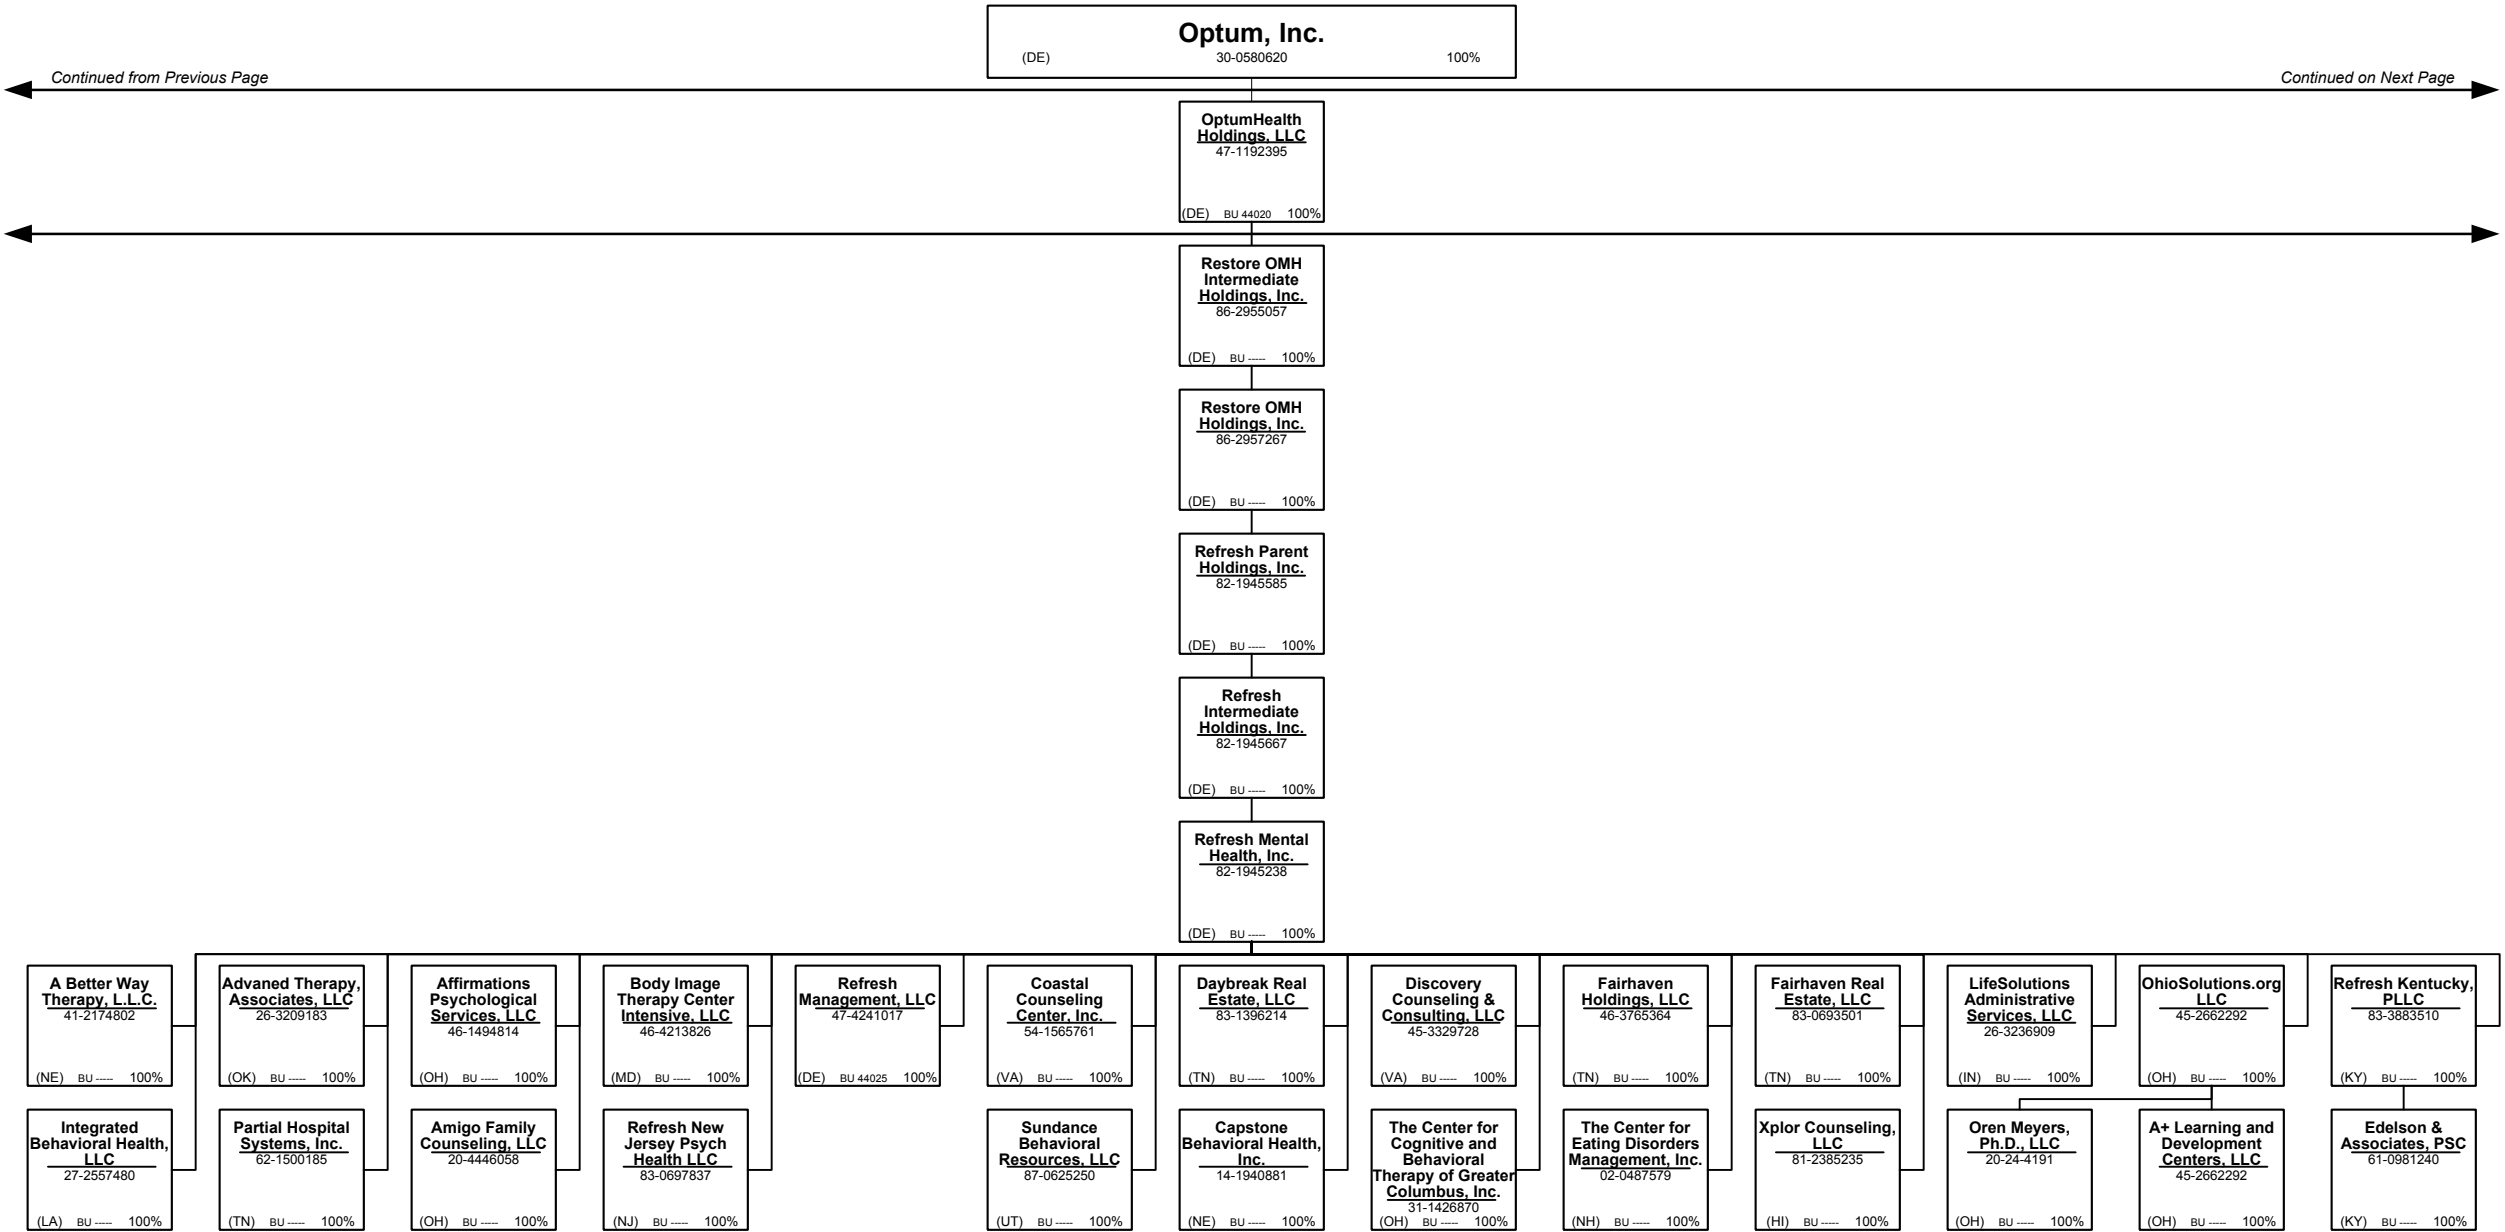 Optum, Inc.
(DE) 30-0580620 100%
Continued from Previous Page
Continued on Next Page
OptumHealth
Holdings, LLC
47-1192395
(DE) BU 44020 100%
Restore OMH
Intermediate
Holdings, Inc.
86-2955057
(DE) BU ----- 100%
Restore OMH
Holdings, Inc.
86-2957267
(DE) BU ----- 100%
Refresh Parent
Holdings, Inc.
82-1945585
(DE) BU ----- 100%
Refresh
Intermediate
Holdings, Inc.
82-1945667
(DE) BU ----- 100%
Refresh Mental
Health, Inc.
82-1945238
(DE) BU ----- 100%
A Better Way
Therapy, L.L.C.
41-2174802
(NE) BU ----- 100%
Advaned Therapy,
Associates, LLC
26-3209183
(OK) BU ----- 100%
Affirmations
Psychological
Services, LLC
46-1494814
(OH) BU ----- 100%
Body Image
Therapy Center
Intensive, LLC
46-4213826
(MD) BU ----- 100%
Refresh
Management, LLC
47-4241017
(DE) BU 44025 100%
Coastal
Counseling
Center, Inc.
54-1565761
(VA) BU ----- 100%
Daybreak Real
Estate, LLC
83-1396214
(TN) BU ----- 100%
Discovery
Counseling &
Consulting, LLC
45-3329728
(VA) BU ----- 100%
Fairhaven
Holdings, LLC
46-3765364
(TN) BU ----- 100%
Fairhaven Real
Estate, LLC
83-0693501
(TN) BU ----- 100%
LifeSolutions
Administrative
Services, LLC
26-3236909
(IN) BU ----- 100%
OhioSolutions.org
LLC
45-2662292
(OH) BU ----- 100%
Refresh Kentucky,
PLLC
83-3883510
(KY) BU ----- 100%
Integrated
Behavioral Health,
LLC
27-2557480
(LA) BU ----- 100%
Partial Hospital
Systems, Inc.
62-1500185
(TN) BU ----- 100%
Amigo Family
Counseling, LLC
20-4446058
(OH) BU ----- 100%
Refresh New
Jersey Psych
Health LLC
83-0697837
(NJ) BU ----- 100%
Sundance
Behavioral
Resources, LLC
87-0625250
(UT) BU ----- 100%
Capstone
Behavioral Health,
Inc.
14-1940881
(NE) BU ----- 100%
The Center for
Cognitive and
Behavioral
Therapy of Greater
Columbus, Inc.
31-1426870
(OH) BU ----- 100%
The Center for
Eating Disorders
Management, Inc.
02-0487579
(NH) BU ----- 100%
Xplor Counseling,
LLC
81-2385235
(HI) BU ----- 100%
Oren Meyers,
Ph.D., LLC
20-24-4191
(OH) BU ----- 100%
A+ Learning and
Development
Centers, LLC
45-2662292
(OH) BU ----- 100%
Edelson &
Associates, PSC
61-0981240
(KY) BU ----- 100%